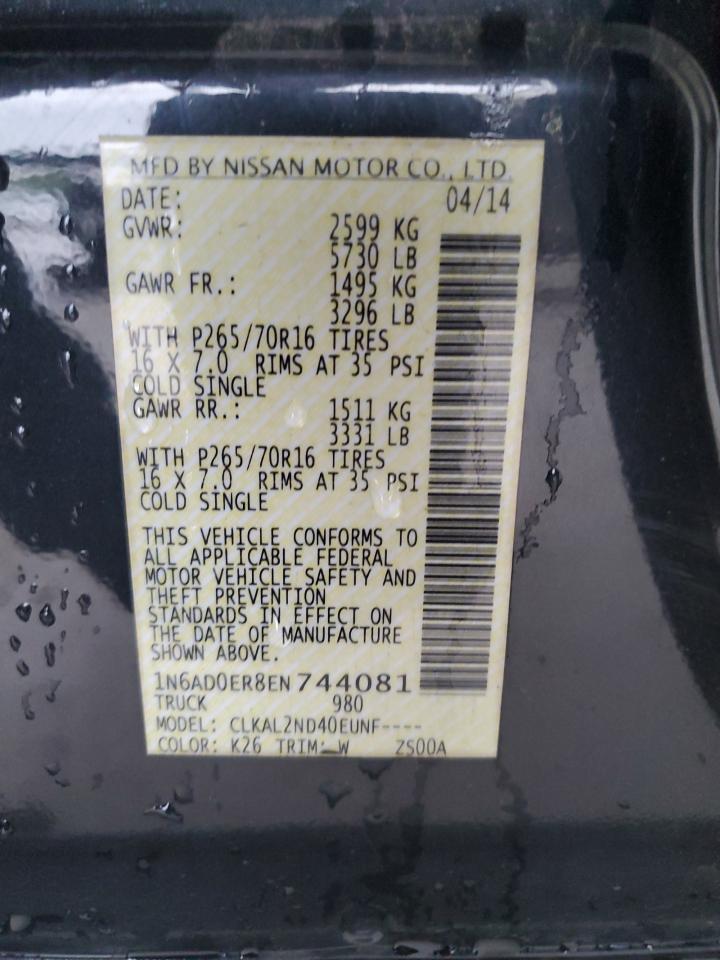 MFD BY NISSAN MOTOR CO., LTD.
DATE: 04/14
GVWR: 2599 KG
5730 LB
GAWR FR.: 1495 KG
3296 LB
WITH P265/70R16 TIRES
16 X 7.0 RIMS AT 35 PSI
COLD SINGLE
GAWR RR.: 1511 KG
3331 LB
WITH P265/70R16 TIRES
16 X 7.0 RIMS AT 35 PSI
COLD SINGLE
THIS VEHICLE CONFORMS TO
ALL APPLICABLE FEDERAL
MOTOR VEHICLE SAFETY AND
THEFT PREVENTION
STANDARDS IN EFFECT ON
THE DATE OF MANUFACTURE
SHOWN ABOVE.
1N6AD0ER8EN744081
TRUCK 980
MODEL: CLKAL2ND40EUNF----
COLOR: K26 TRIM: W ZS00A